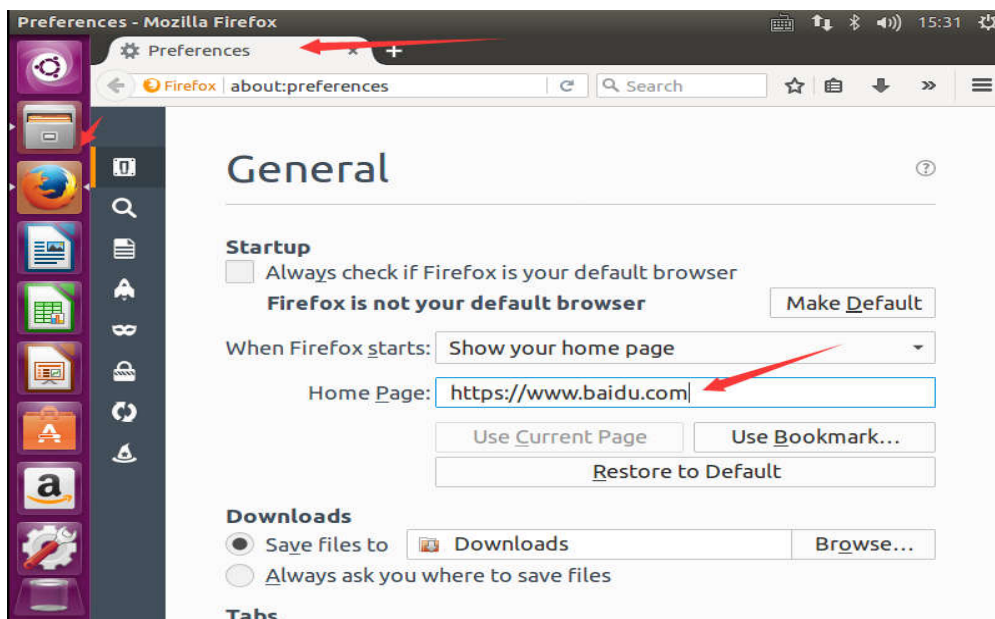 Preferences - Mozilla Firefox
15:31
Preferences
Firefox about:preferences
Search
General
Startup
Always check if Firefox is your default browser
Firefox is not your default browser
Make Default
When Firefox starts: Show your home page
Home Page: https://www.baidu.com
Use Current Page
Use Bookmark...
Restore to Default
Downloads
Save files to
Downloads
Browse...
Always ask you where to save files
Tabs